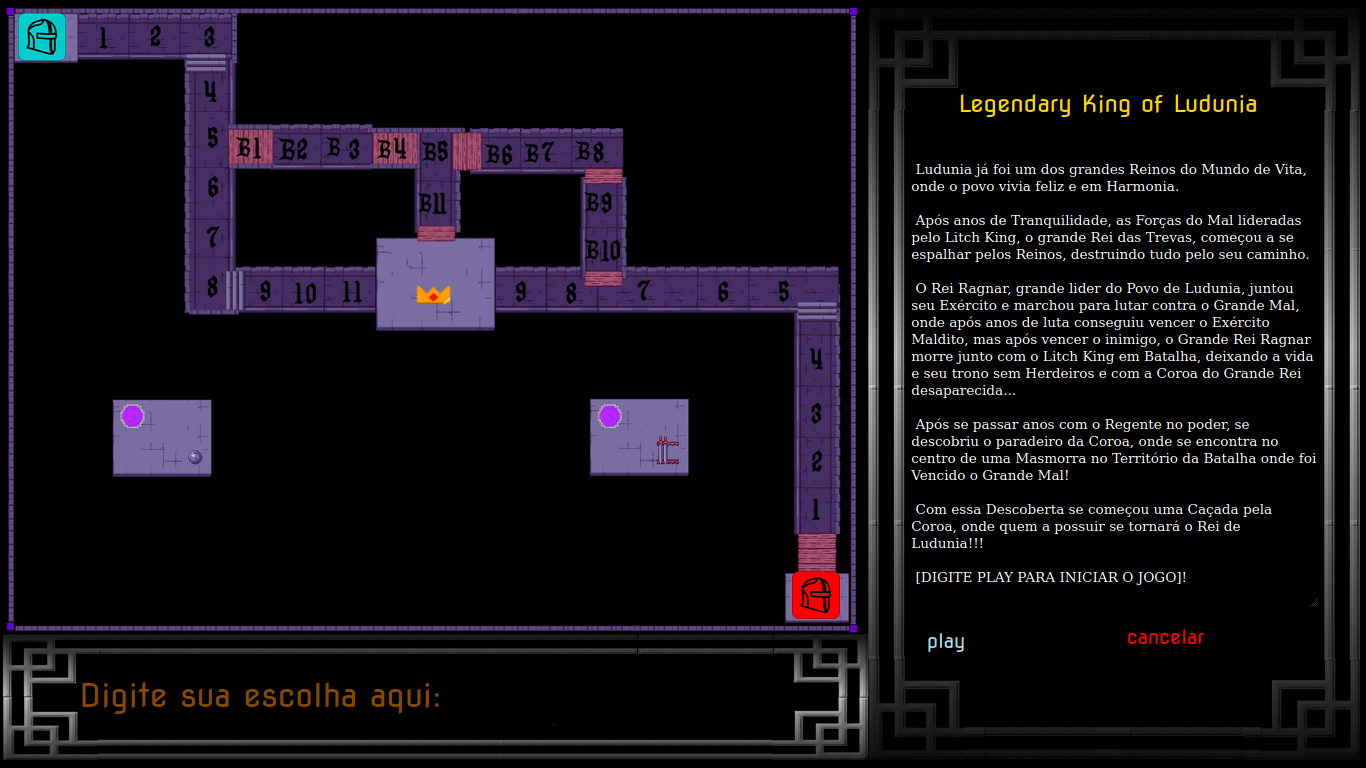 1 2 3
4
5 B1 B2 B3 B4 B5 B6 B7 B8
6 B11 B9
7 B10
8 9 10 11 9 8 7 6 5
4
3
2
1
Digite sua escolha aqui:
Legendary King of Ludunia
Ludunia já foi um dos grandes Reinos do Mundo de Vita,
onde o povo vivia feliz e em Harmonia.
Após anos de Tranquilidade, as Forças do Mal lideradas
pelo Litch King, o grande Rei das Trevas, começou a se
espalhar pelos Reinos, destruindo tudo pelo seu caminho.
O Rei Ragnar, grande lider do Povo de Ludunia, juntou
seu Exército e marchou para lutar contra o Grande Mal,
onde após anos de luta conseguiu vencer o Exército
Maldito, mas após vencer o inimigo, o Grande Rei Ragnar
morre junto com o Litch King em Batalha, deixando a vida
e seu trono sem Herdeiros e com a Coroa do Grande Rei
desaparecida...
Após se passar anos com o Regente no poder, se
descobriu o paradeiro da Coroa, onde se encontra no
centro de uma Masmorra no Território da Batalha onde foi
Vencido o Grande Mal!
Com essa Descoberta se começou uma Caçada pela
Coroa, onde quem a possuir se tornará o Rei de
Ludunia!!!
[DIGITE PLAY PARA INICIAR O JOGO]!
play cancelar